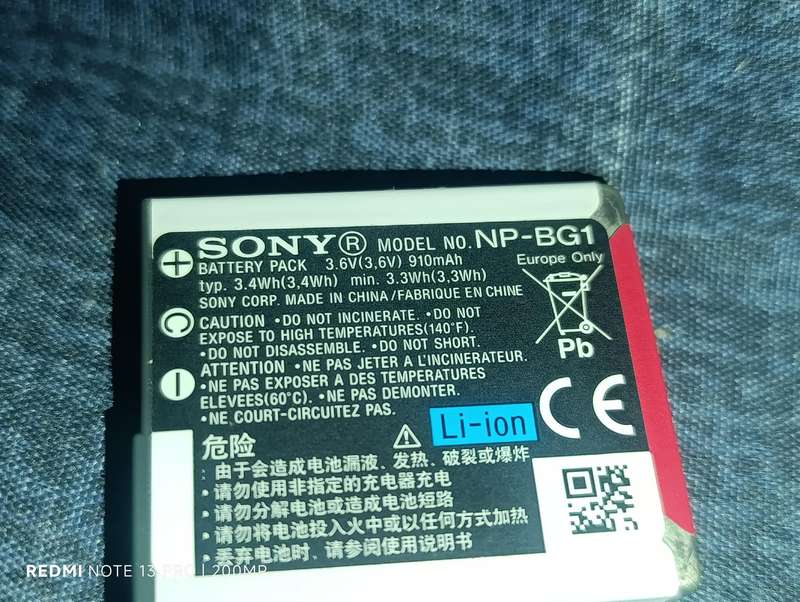 SONY® MODEL NO. NP-BG1
BATTERY PACK 3.6V(3,6V) 910mAh
typ. 3.4Wh(3,4Wh) min. 3.3Wh(3,3Wh)
SONY CORP. MADE IN CHINA/FABRIQUE EN CHINE
Europe Only
Pb
+
C
−
CAUTION •DO NOT INCINERATE. •DO NOT
EXPOSE TO HIGH TEMPERATURES(140°F).
•DO NOT DISASSEMBLE. •DO NOT SHORT.
ATTENTION •NE PAS JETER A L'INCINERATEUR.
•NE PAS EXPOSER A DES TEMPERATURES
ELEVEES(60°C). •NE PAS DEMONTER.
•NE COURT-CIRCUITEZ PAS.
Li-ion
CE
危险
：由于会造成电池漏液、发热、破裂或爆炸
•请勿使用非指定的充电器充电
•请勿分解电池或造成电池短路
•请勿将电池投入火中或以任何方式加热
•丢弃电池时、请参阅使用说明书
REDMI NOTE 13 PRO | 200MP